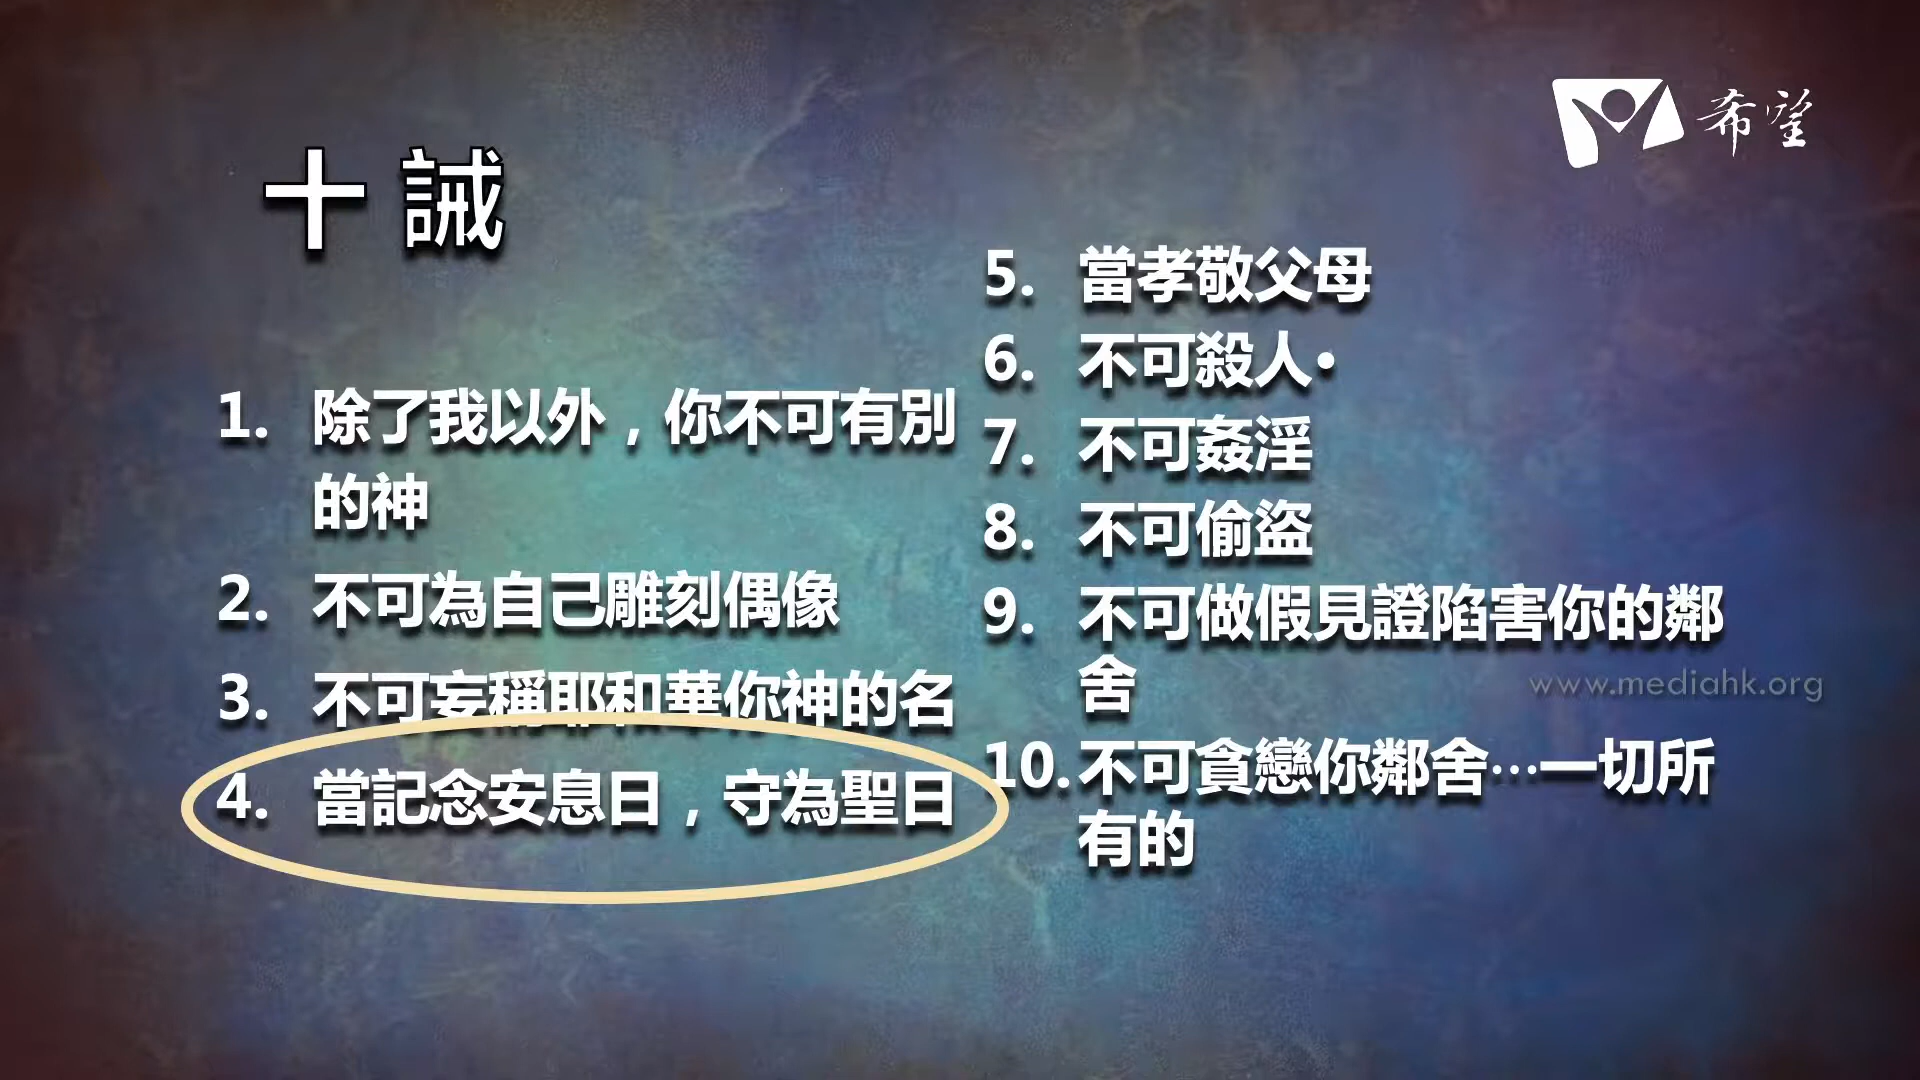 希望
十誡
1. 除了我以外，你不可有別
的神
2. 不可為自己雕刻偶像
3. 不可妄稱耶和華你神的名
4. 當記念安息日，守為聖日
5. 當孝敬父母
6. 不可殺人•
7. 不可姦淫
8. 不可偷盜
9. 不可做假見證陷害你的鄰
舍
10. 不可貪戀你鄰舍…一切所
有的
www.mediahk.org